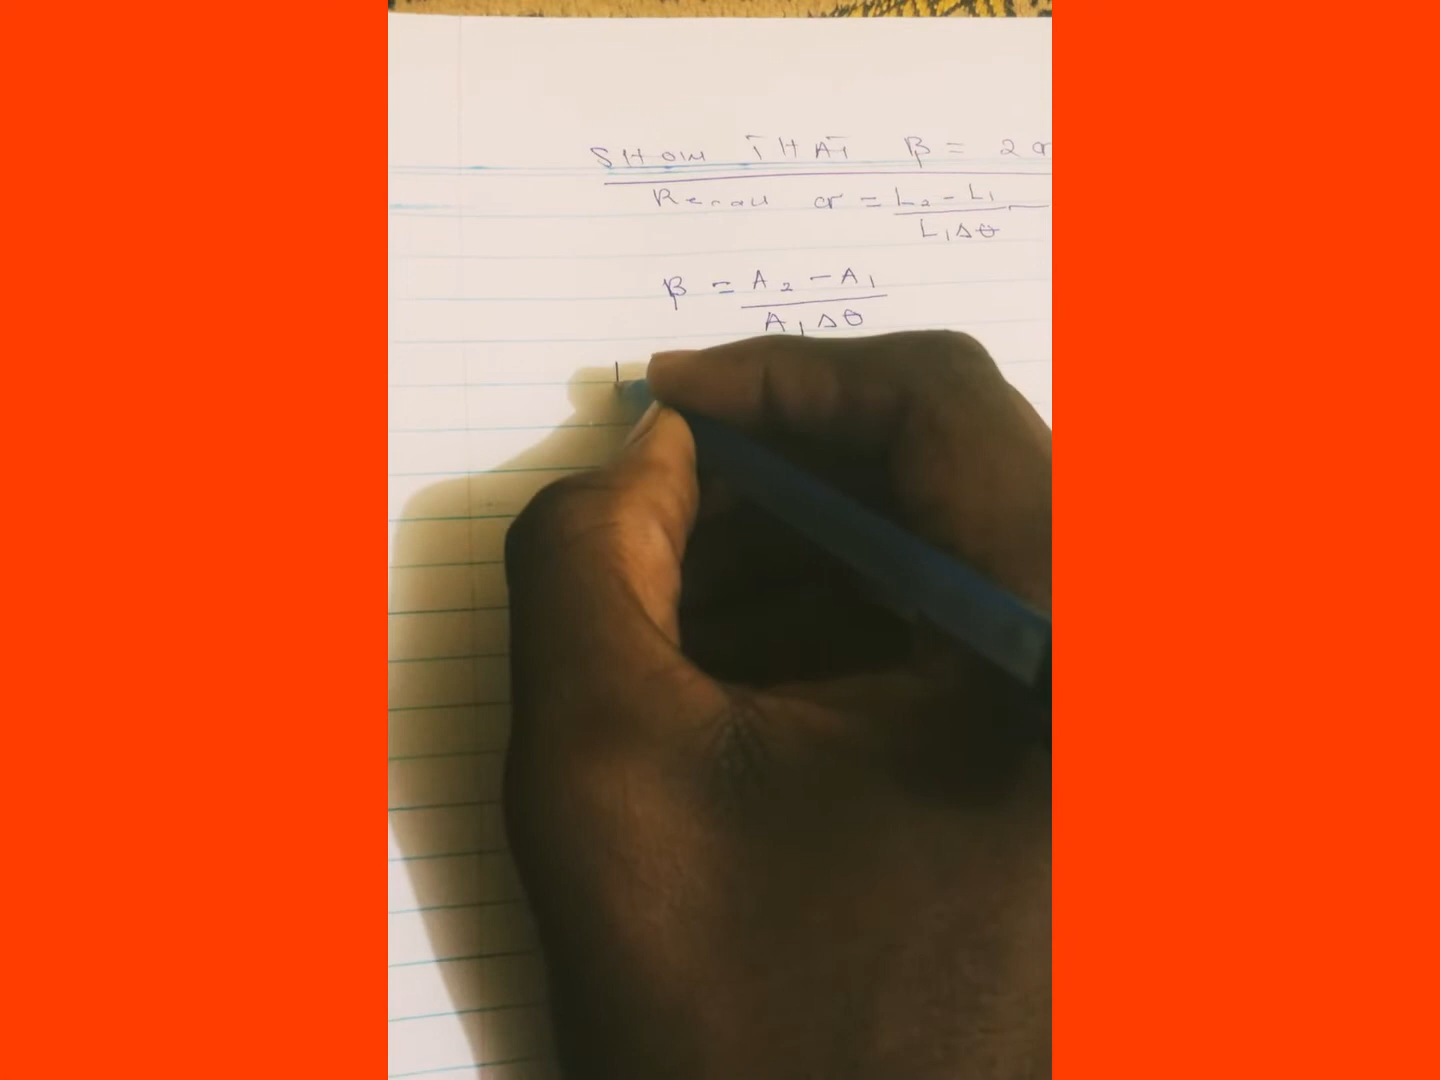 SHOW THAT β = 2α
Recall α = L₂ - L₁ / L₁Δθ
β = A₂ - A₁ / A₁Δθ